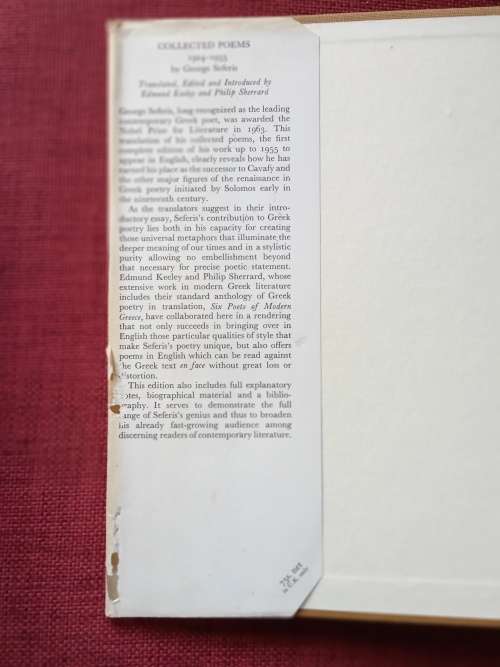 COLLECTED POEMS
1924-1955
by George Seferis
Translated, Edited and Introduced by
Edmund Keeley and Philip Sherrard
George Seferis, long recognized as the leading
contemporary Greek poet, was awarded the
Nobel Prize for Literature in 1963. This
translation of his collected poems, the first
complete edition of his work up to 1955 to
appear in English, clearly reveals how he has
earned his place as the successor to Cavafy and
the other major figures of the renaissance in
Greek poetry initiated by Solomos early in
the nineteenth century.
As the translators suggest in their intro-
ductory essay, Seferis's contribution to Greek
poetry lies both in his capacity for creating
those universal metaphors that illuminate the
deeper meaning of our times and in a stylistic
purity allowing no embellishment beyond
that necessary for precise poetic statement.
Edmund Keeley and Philip Sherrard, whose
extensive work in modern Greek literature
includes their standard anthology of Greek
poetry in translation, Six Poets of Modern
Greece, have collaborated here in a rendering
that not only succeeds in bringing over in
English those particular qualities of style that
make Seferis's poetry unique, but also offers
poems in English which can be read against
the Greek text en face without great loss or
distortion.
This edition also includes full explanatory
notes, biographical material and a biblio-
graphy. It serves to demonstrate the full
range of Seferis's genius and thus to broaden
his already fast-growing audience among
discerning readers of contemporary literature.
75s. net
in U.K. only